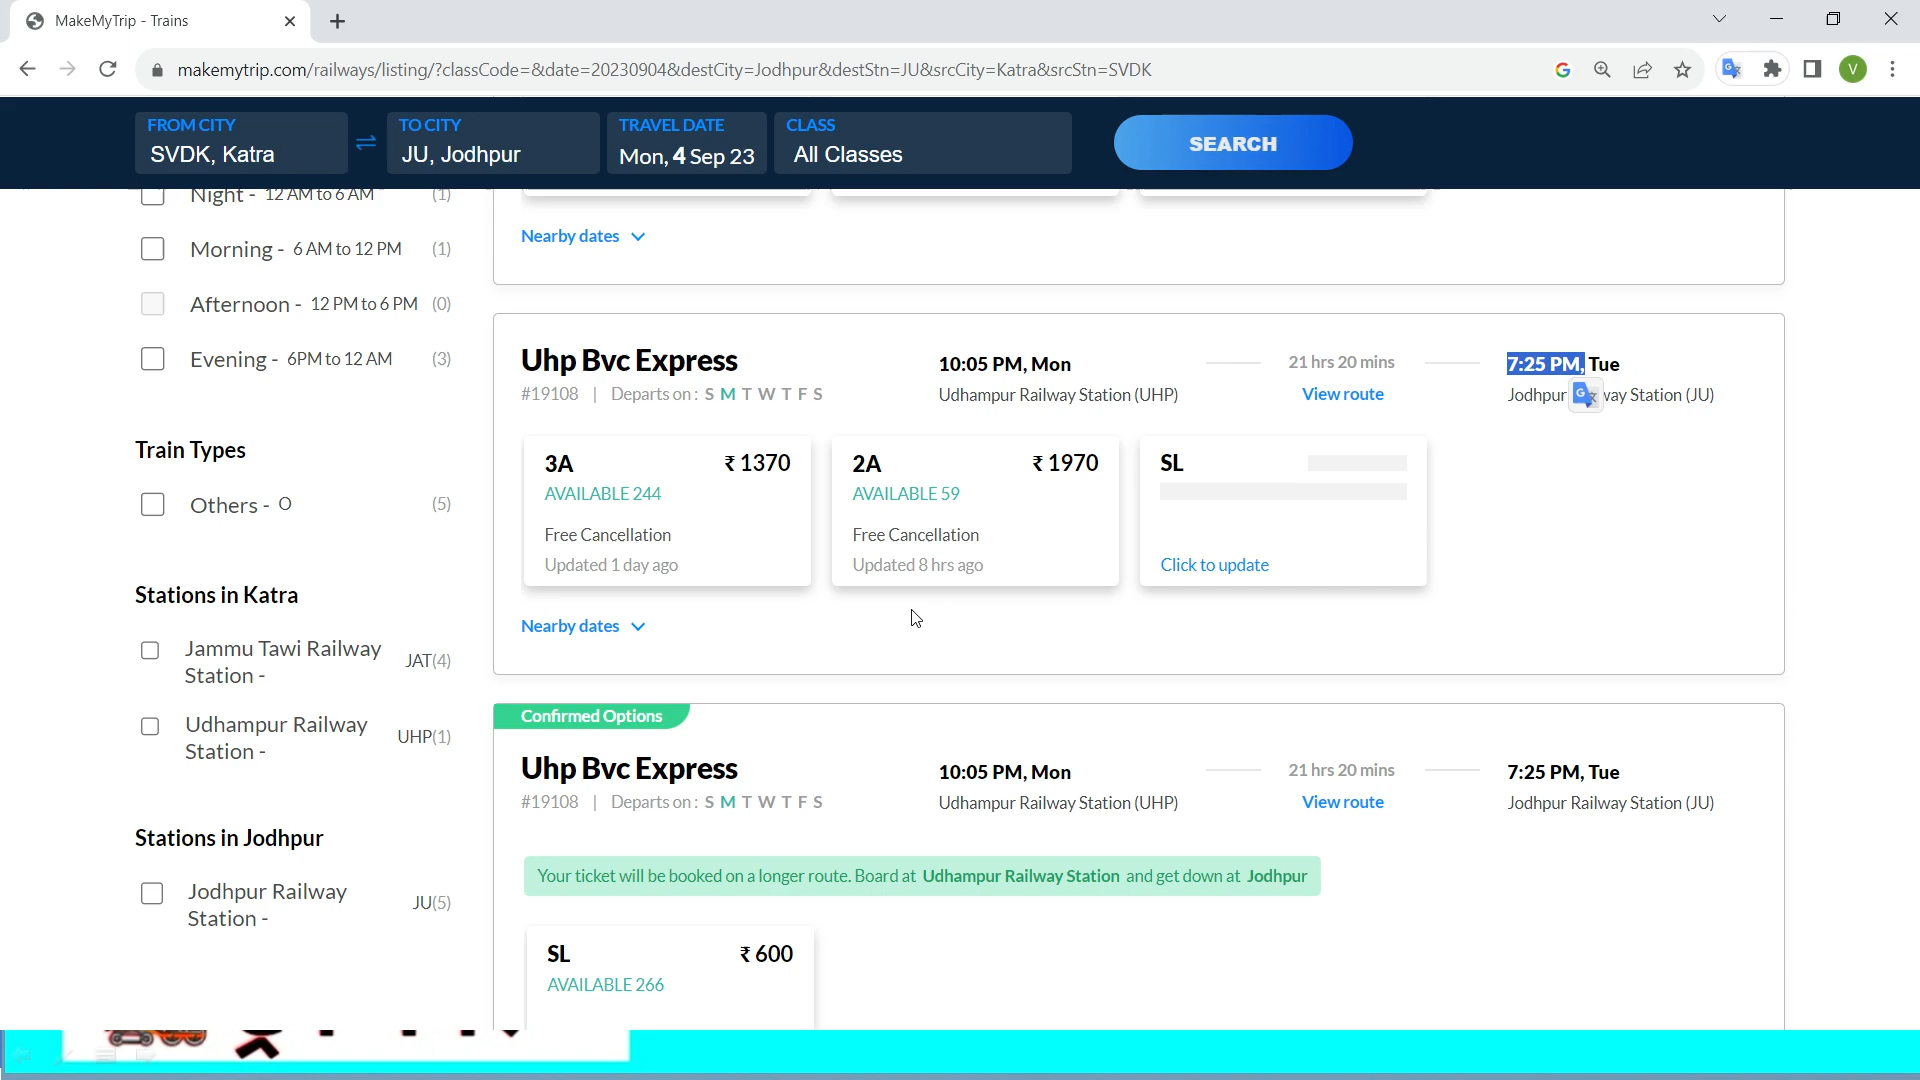 MakeMyTrip - Trains
makemytrip.com/railways/listing/?classCode=&date=20230904&destCity=Jodhpur&destStn=JU&srcCity=Katra&srcStn=SVDK
V
FROM CITY
SVDK, Katra
TO CITY
JU, Jodhpur
TRAVEL DATE
Mon, 4 Sep 23
CLASS
All Classes
SEARCH
Night - 12 AM to 6 AM (1)
Morning - 6 AM to 12 PM (1)
Afternoon - 12 PM to 6 PM (0)
Evening - 6PM to 12 AM (3)
Train Types
Others - O (5)
Stations in Katra
Jammu Tawi Railway
Station -
JAT(4)
Udhampur Railway
Station -
UHP(1)
Stations in Jodhpur
Jodhpur Railway
Station -
JU(5)
Nearby dates
Uhp Bvc Express
#19108 | Departs on : S M T W T F S
10:05 PM, Mon
Udhampur Railway Station (UHP)
21 hrs 20 mins
View route
7:25 PM, Tue
Jodhpur way Station (JU)
3A ₹ 1370
AVAILABLE 244
Free Cancellation
Updated 1 day ago
2A ₹ 1970
AVAILABLE 59
Free Cancellation
Updated 8 hrs ago
SL
Click to update
Nearby dates
Confirmed Options
Uhp Bvc Express
#19108 | Departs on : S M T W T F S
10:05 PM, Mon
Udhampur Railway Station (UHP)
21 hrs 20 mins
View route
7:25 PM, Tue
Jodhpur Railway Station (JU)
Your ticket will be booked on a longer route. Board at Udhampur Railway Station and get down at Jodhpur
SL ₹ 600
AVAILABLE 266